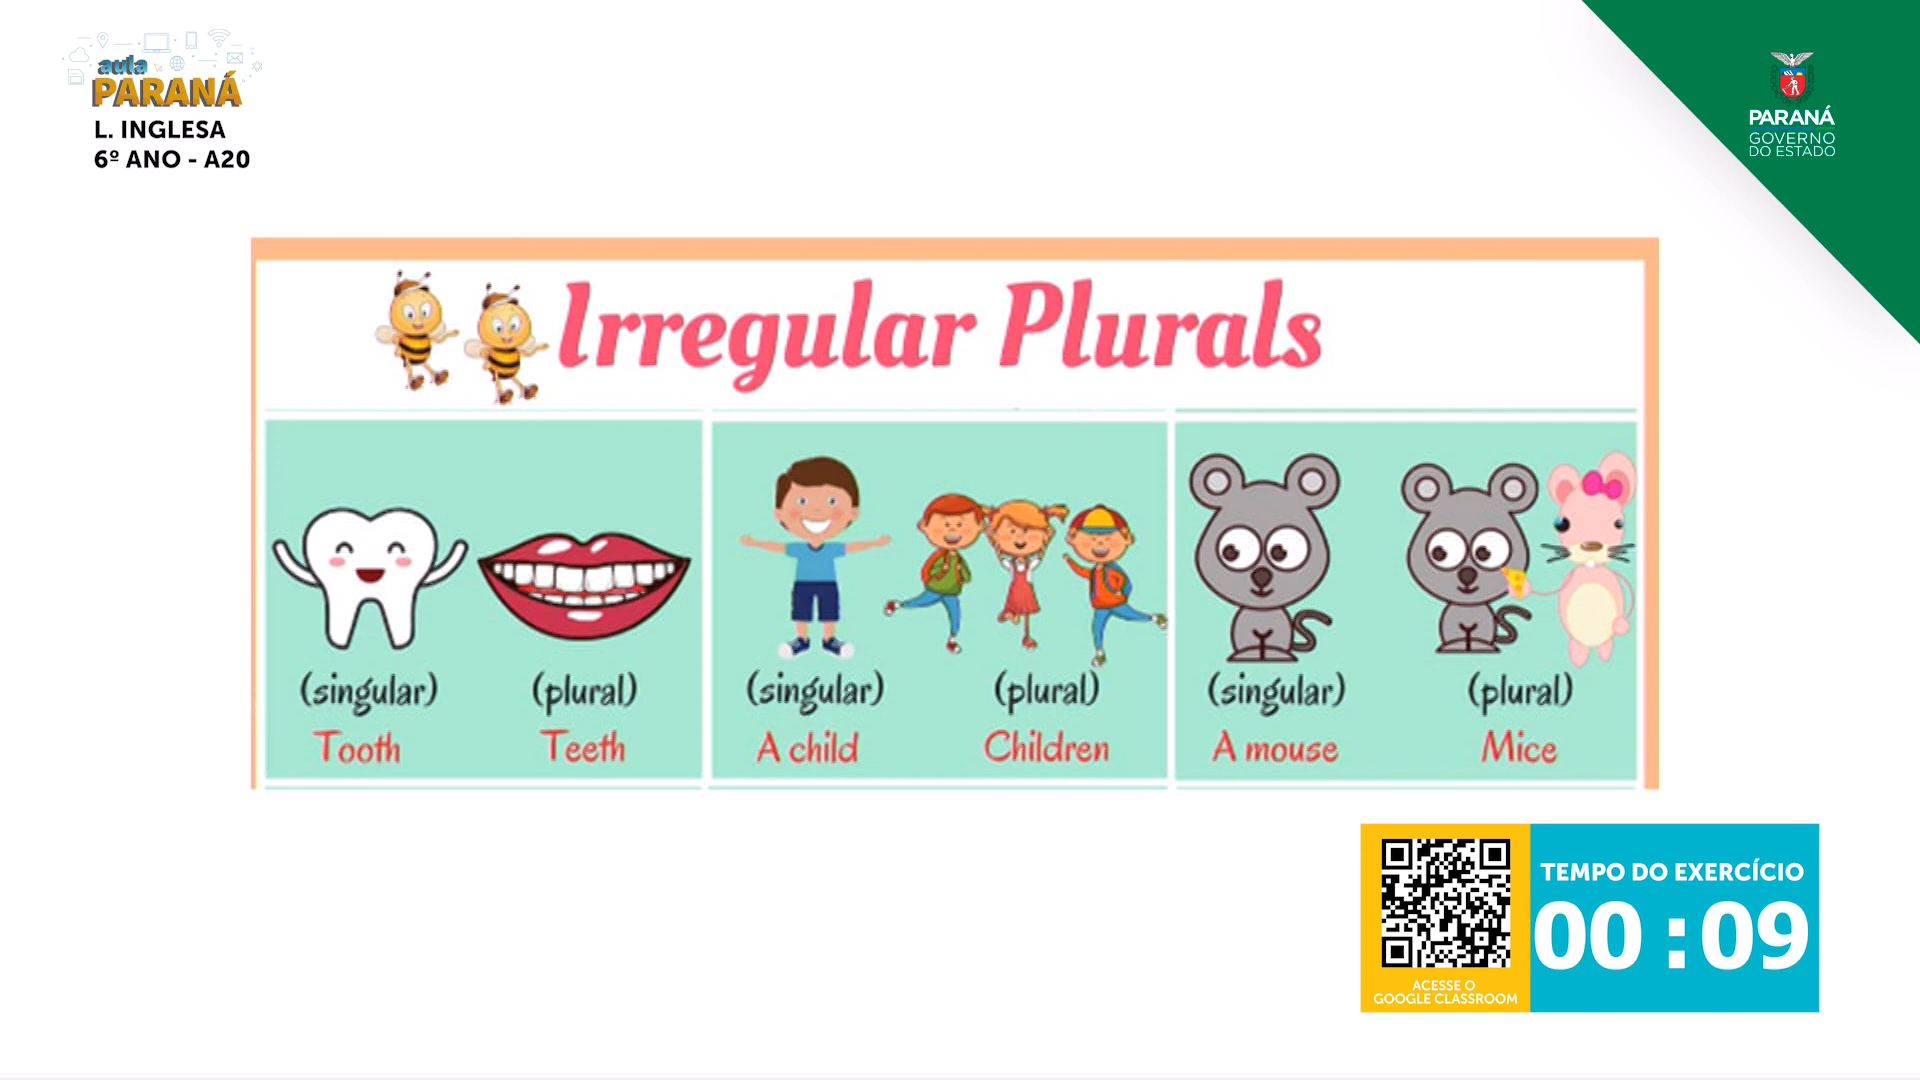 aula
PARANÁ
L. INGLESA
6º ANO - A20
PARANÁ
GOVERNO
DO ESTADO
Irregular Plurals
(singular) (plural)
Tooth Teeth
(singular) (plural)
A child Children
(singular) (plural)
A mouse Mice
TEMPO DO EXERCÍCIO
00 : 09
ACESSE O
GOOGLE CLASSROOM